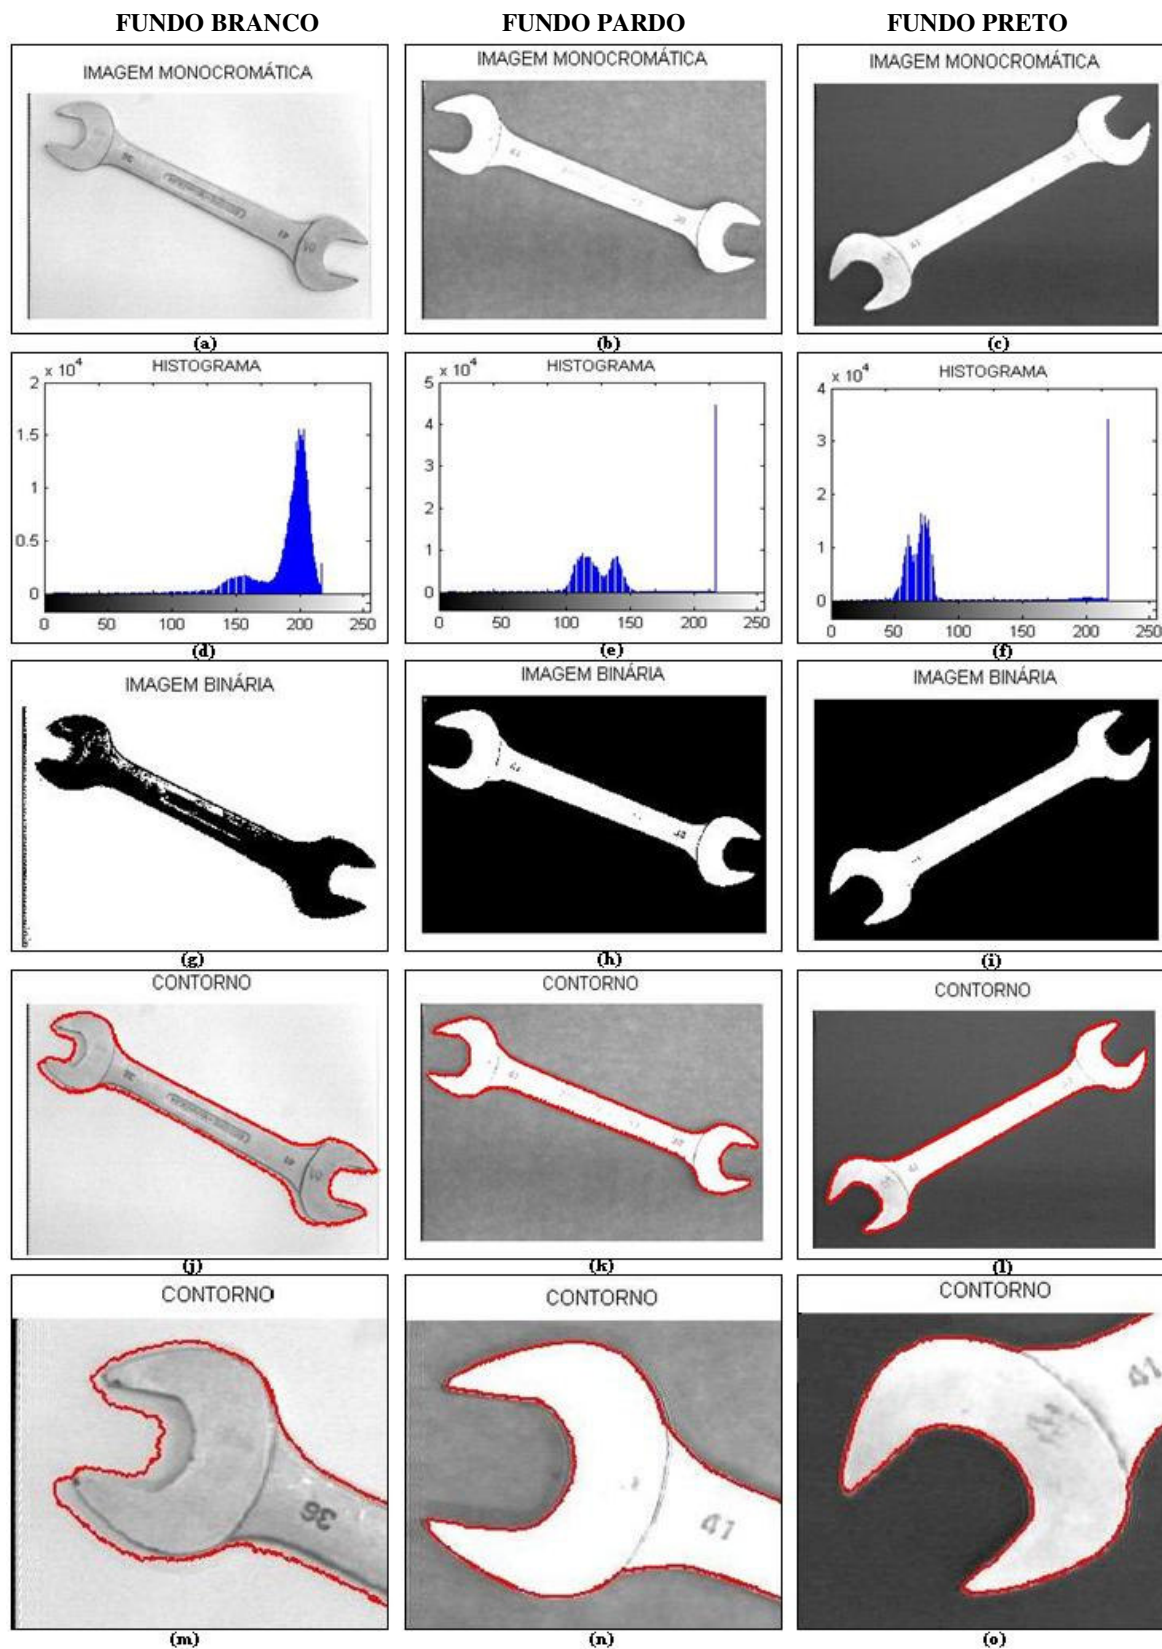 FUNDO BRANCO FUNDO PARDO FUNDO PRETO
IMAGEM MONOCROMÁTICA IMAGEM MONOCROMÁTICA IMAGEM MONOCROMÁTICA
(a) (b) (c)
HISTOGRAMA HISTOGRAMA HISTOGRAMA
x 10⁴ x 10⁴ x 10⁴
2 5 4
1.5 4 3
1 3 2
0.5 2 1
0 1 0
0
0 50 100 150 200 250 0 50 100 150 200 250 0 50 100 150 200 250
(d) (e) (f)
IMAGEM BINÁRIA IMAGEM BINÁRIA IMAGEM BINÁRIA
(g) (h) (i)
CONTORNO CONTORNO CONTORNO
41
(j) (k) (l)
CONTORNO CONTORNO CONTORNO
36 41 41
(m) (n) (o)